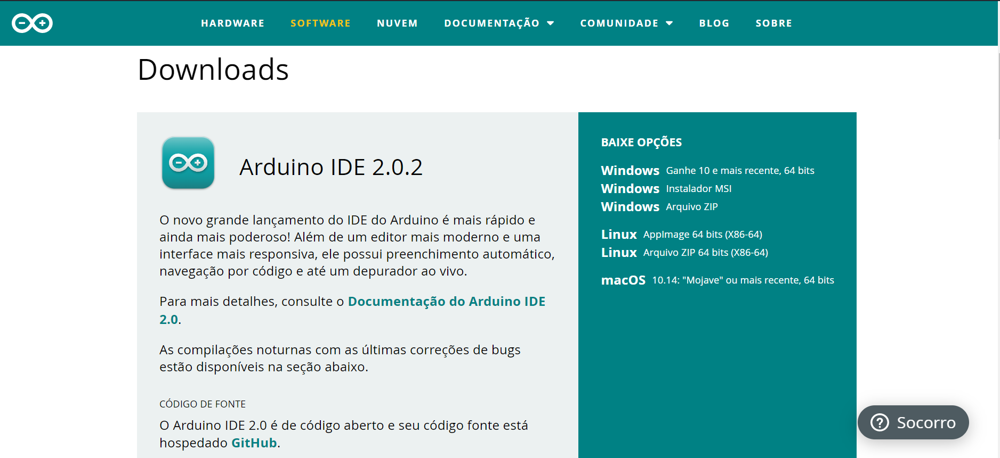 HARDWARE SOFTWARE NUVEM DOCUMENTAÇÃO COMUNIDADE BLOG SOBRE
Downloads
Arduino IDE 2.0.2
O novo grande lançamento do IDE do Arduino é mais rápido e
ainda mais poderoso! Além de um editor mais moderno e uma
interface mais responsiva, ele possui preenchimento automático,
navegação por código e até um depurador ao vivo.
Para mais detalhes, consulte o Documentação do Arduino IDE
2.0.
As compilações noturnas com as últimas correções de bugs
estão disponíveis na seção abaixo.
CÓDIGO DE FONTE
O Arduino IDE 2.0 é de código aberto e seu código fonte está
hospedado GitHub.
BAIXE OPÇÕES
Windows Ganhe 10 e mais recente, 64 bits
Windows Instalador MSI
Windows Arquivo ZIP
Linux AppImage 64 bits (X86-64)
Linux Arquivo ZIP 64 bits (X86-64)
macOS 10.14: "Mojave" ou mais recente, 64 bits
Socorro